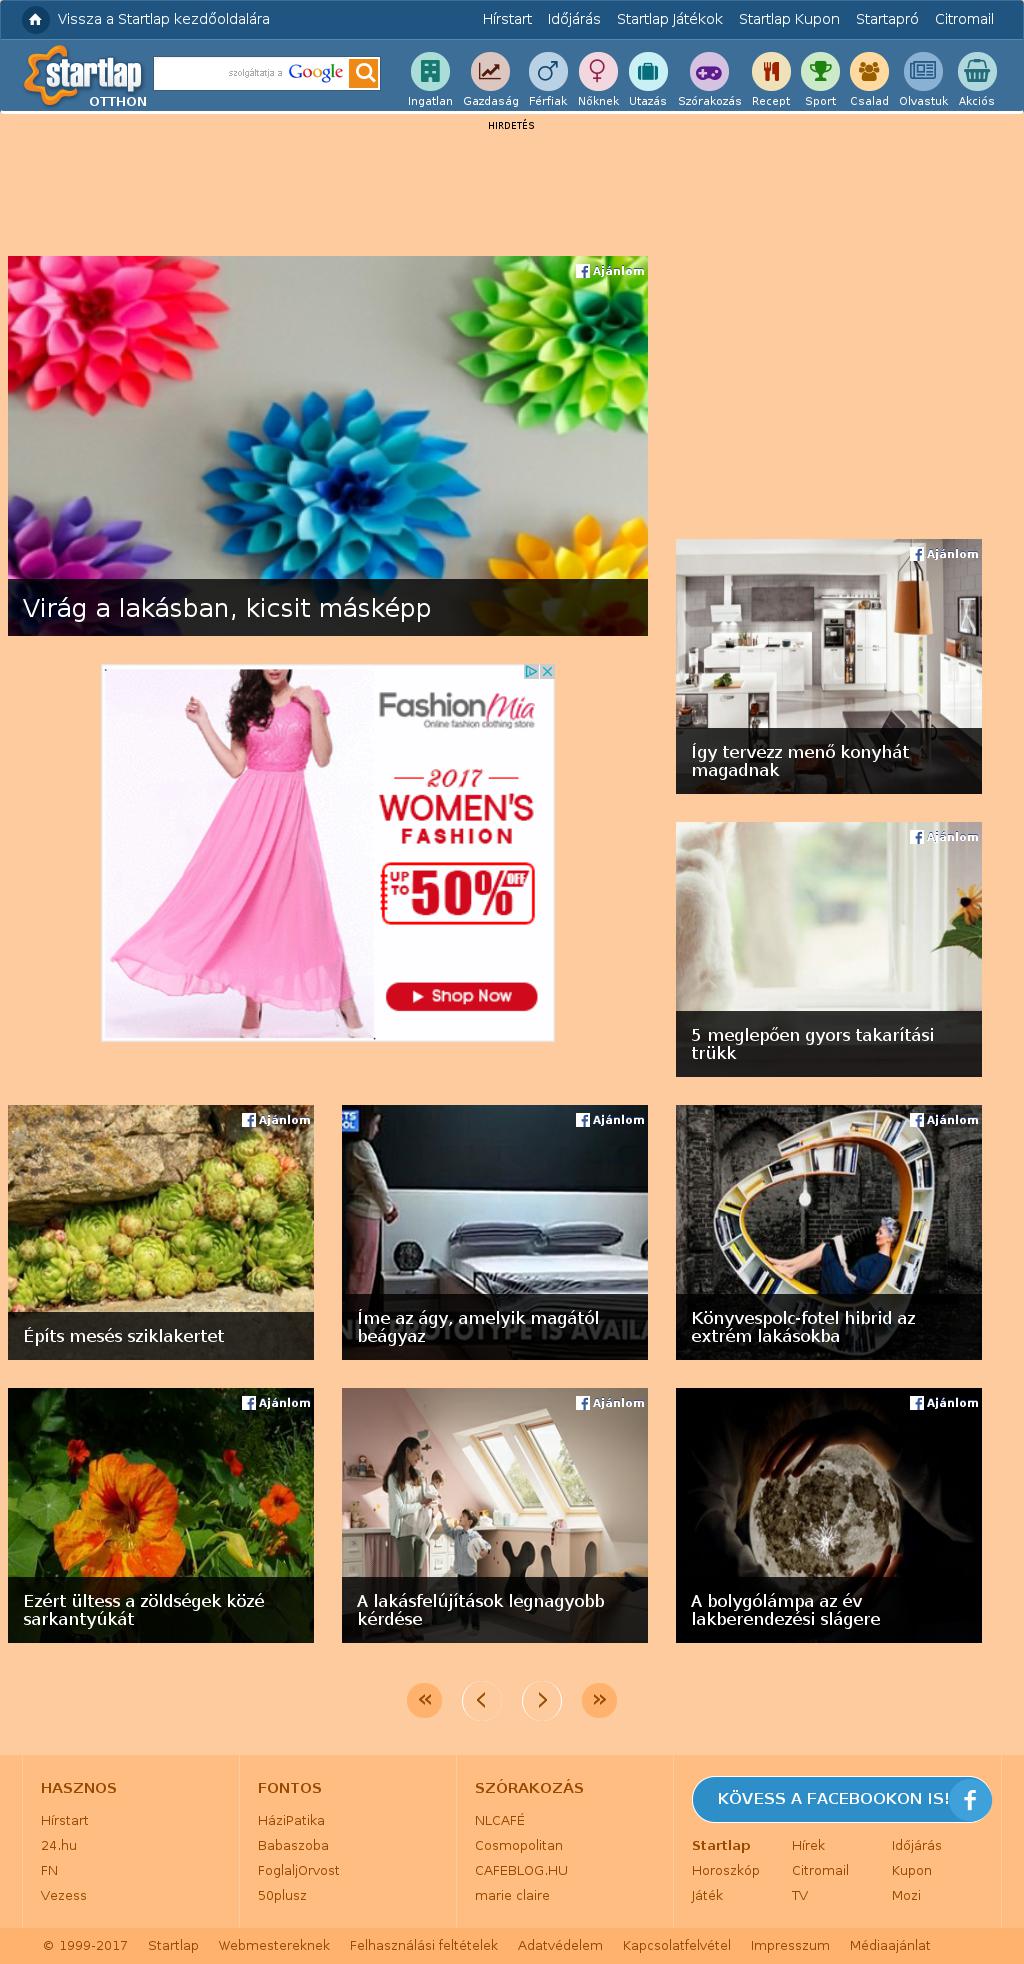 Vissza a Startlap kezdőoldalára
Hírstart Időjárás Startlap Játékok Startlap Kupon Startapró Citromail
startlap
OTTHON
szolgáltatja a Google
Ingatlan Gazdaság Férfiak Nőknek Utazás Szórakozás Recept Sport Csalad Olvastuk Akciós
HIRDETÉS
Ajánlom
Virág a lakásban, kicsit másképp
Ajánlom
Így tervezz menő konyhát
magadnak
FashionMia
Online fashion clothing store
2017
WOMEN'S
FASHION
UP TO 50% OFF
Shop Now
Ajánlom
5 meglepően gyors takarítási
trükk
Ajánlom
Építs mesés sziklakertet
Ajánlom
Íme az ágy, amelyik magától
beágyaz
Ajánlom
Könyvespolc-fotel hibrid az
extrém lakásokba
Ajánlom
Ezért ültess a zöldségek közé
sarkantyúkát
Ajánlom
A lakásfelújítások legnagyobb
kérdése
Ajánlom
A bolygólámpa az év
lakberendezési slágere
« ‹ › »
HASZNOS
Hírstart
24.hu
FN
Vezess
FONTOS
HáziPatika
Babaszoba
FoglaljOrvost
50plusz
SZÓRAKOZÁS
NLCAFÉ
Cosmopolitan
CAFEBLOG.HU
marie claire
KÖVESS A FACEBOOKON IS!
Startlap Hírek Időjárás
Horoszkóp Citromail Kupon
Játék TV Mozi
© 1999-2017 Startlap Webmestereknek Felhasználási feltételek Adatvédelem Kapcsolatfelvétel Impresszum Médiaajánlat